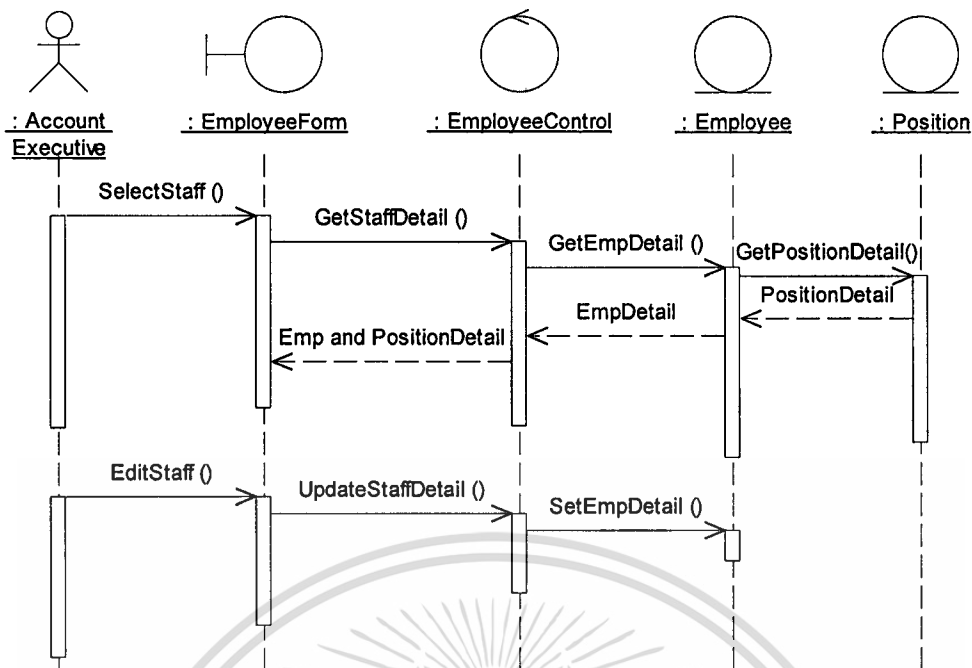 : Account
Executive
: EmployeeForm
: EmployeeControl
: Employee
: Position
SelectStaff ()
GetStaffDetail ()
GetEmpDetail ()
GetPositionDetail()
PositionDetail
EmpDetail
Emp and PositionDetail
EditStaff ()
UpdateStaffDetail ()
SetEmpDetail ()